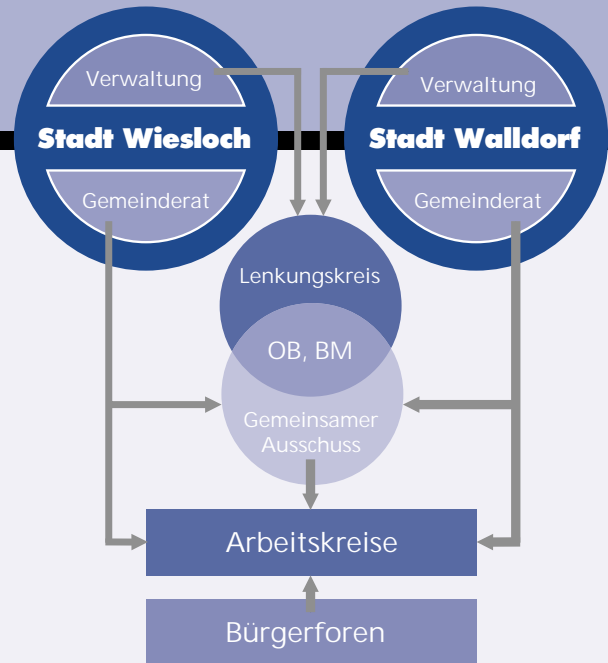 Verwaltung
Stadt Wiesloch
Gemeinderat
Verwaltung
Stadt Walldorf
Gemeinderat
Lenkungskreis
OB, BM
Gemeinsamer
Ausschuss
Arbeitskreise
Bürgerforen